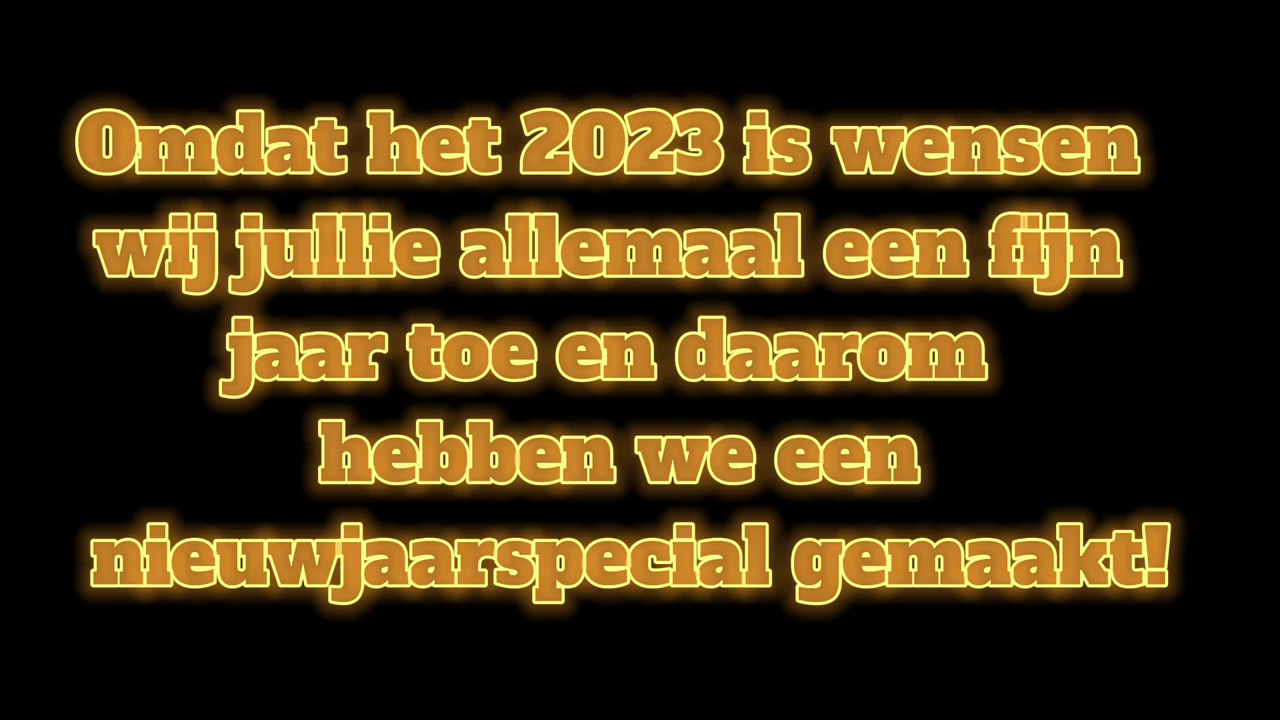 Omdat het 2023 is wensen
wij jullie allemaal een fijn
jaar toe en daarom
hebben we een
nieuwjaarspecial gemaakt!